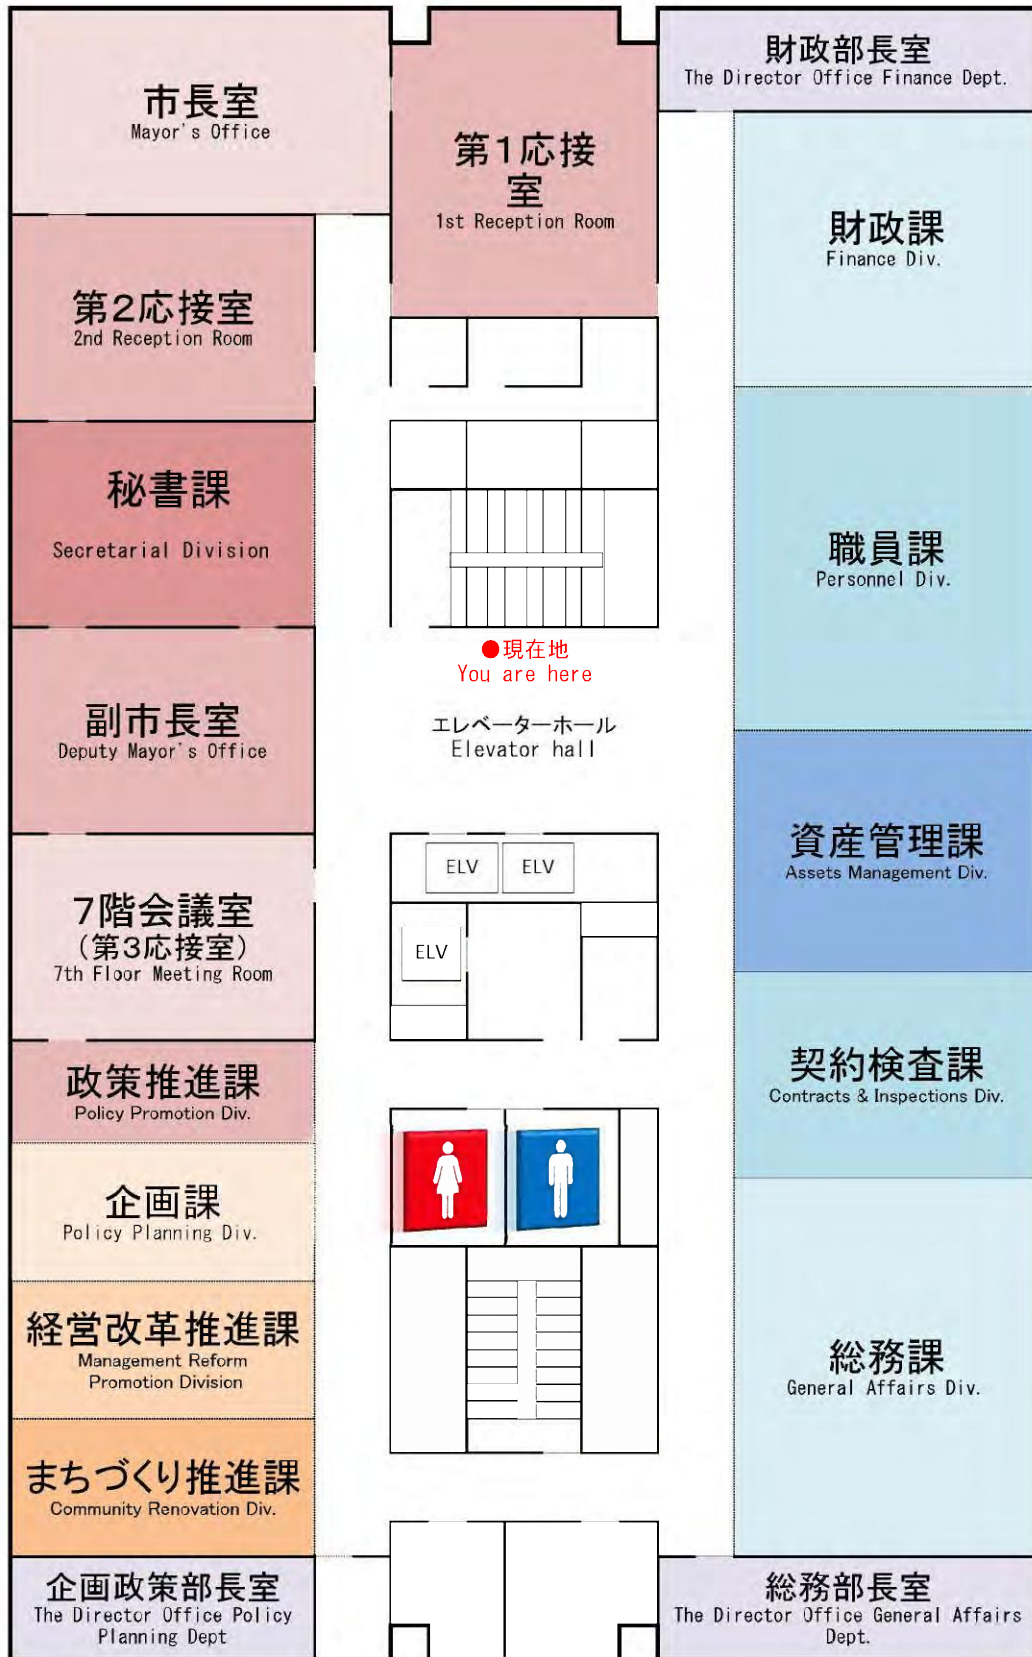 市長室
Mayor's Office
第1応接
室
1st Reception Room
財政部長室
The Director Office Finance Dept.
財政課
Finance Div.
第2応接室
2nd Reception Room
秘書課
Secretarial Division
職員課
Personnel Div.
●現在地
You are here
エレベーターホール
Elevator hall
副市長室
Deputy Mayor's Office
資産管理課
Assets Management Div.
ELV
ELV
ELV
7階会議室
(第3応接室)
7th Floor Meeting Room
政策推進課
Policy Promotion Div.
契約検査課
Contracts & Inspections Div.
企画課
Policy Planning Div.
経営改革推進課
Management Reform
Promotion Division
総務課
General Affairs Div.
まちづくり推進課
Community Renovation Div.
企画政策部長室
The Director Office Policy
Planning Dept
総務部長室
The Director Office General Affairs
Dept.